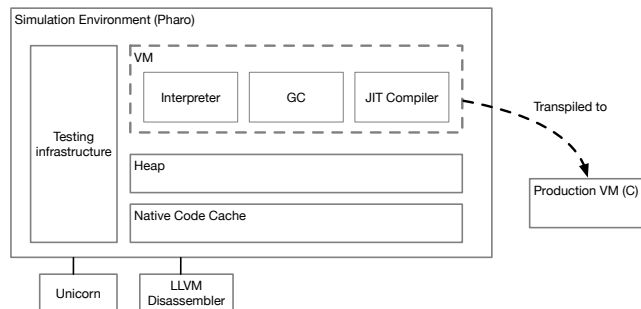 Simulation Environment (Pharo)
VM
Interpreter
GC
JIT Compiler
Transpiled to
Testing
infrastructure
Heap
Production VM (C)
Native Code Cache
Unicorn
LLVM
Disassembler